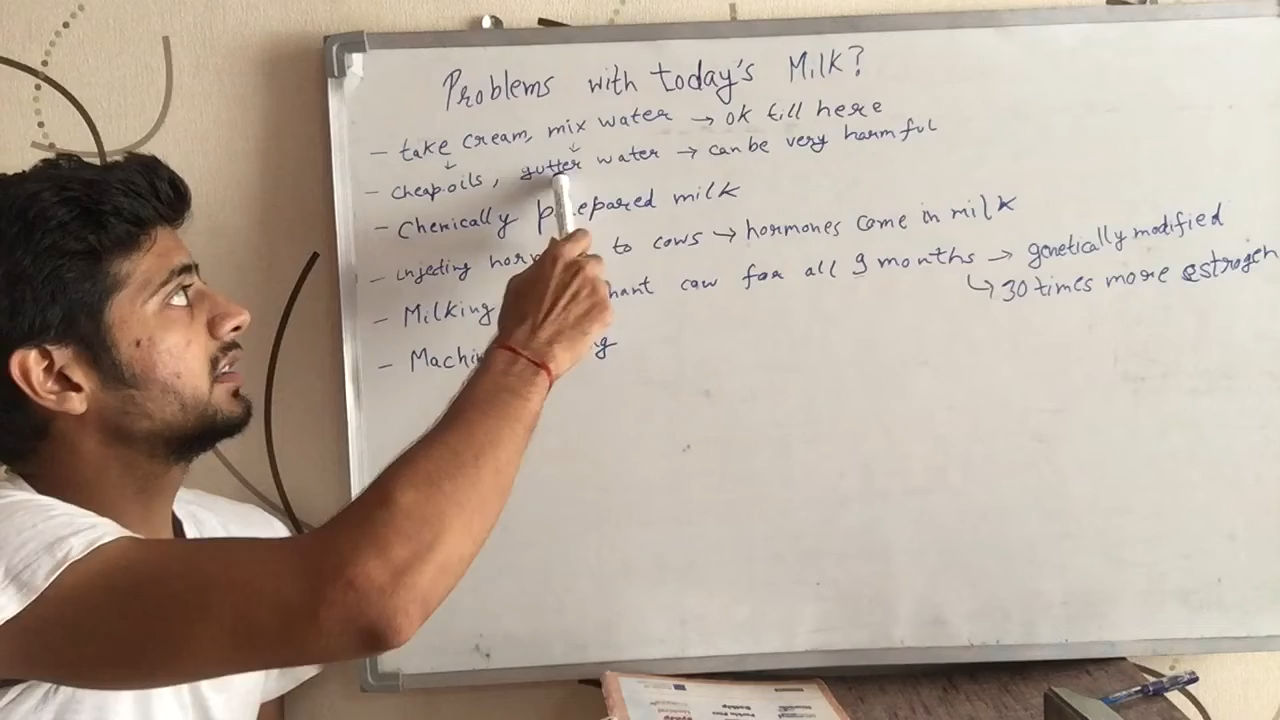 Problems with today's Milk?
- take cream, mix water → ok till here
- cheap oils, gutter water → can be very harmful
- Chemically prepared milk
- injecting to cows → hormones come in milk
- Milking cow for all 9 months → genetically modified
↳ 30 times more estrogen
-